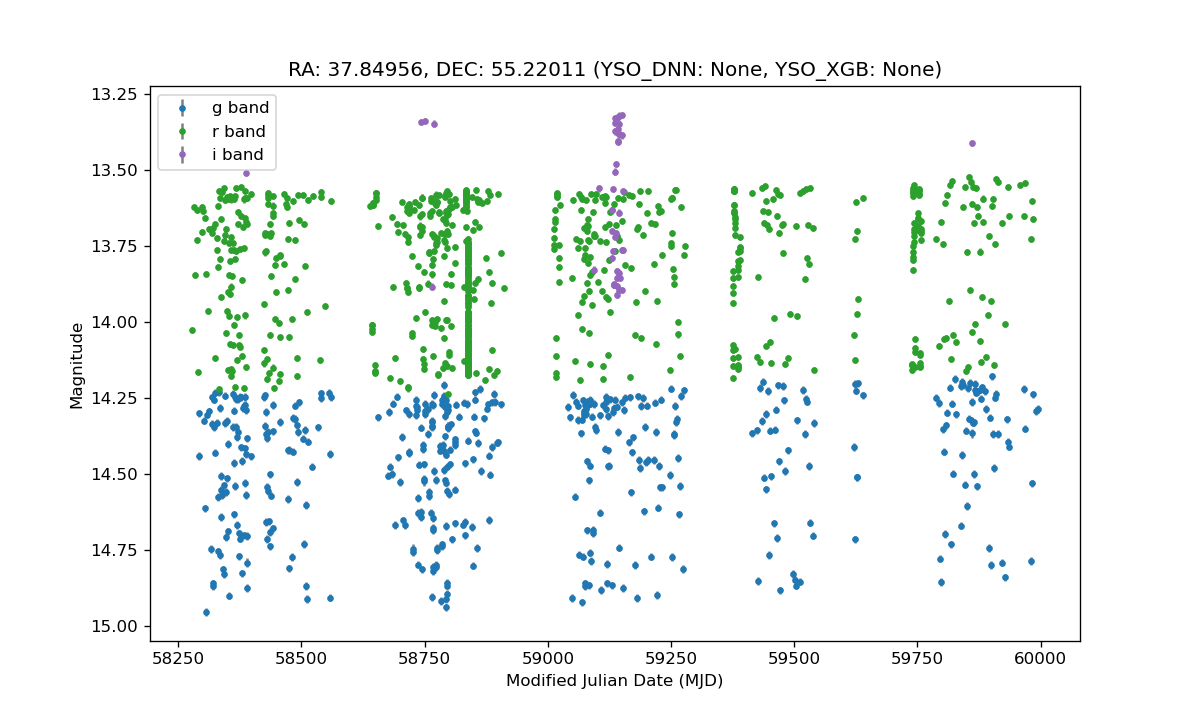 RA: 37.84956, DEC: 55.22011 (YSO_DNN: None, YSO_XGB: None)
g band
r band
i band
13.25
13.50
13.75
14.00
14.25
14.50
14.75
15.00
Magnitude
58250 58500 58750 59000 59250 59500 59750 60000
Modified Julian Date (MJD)